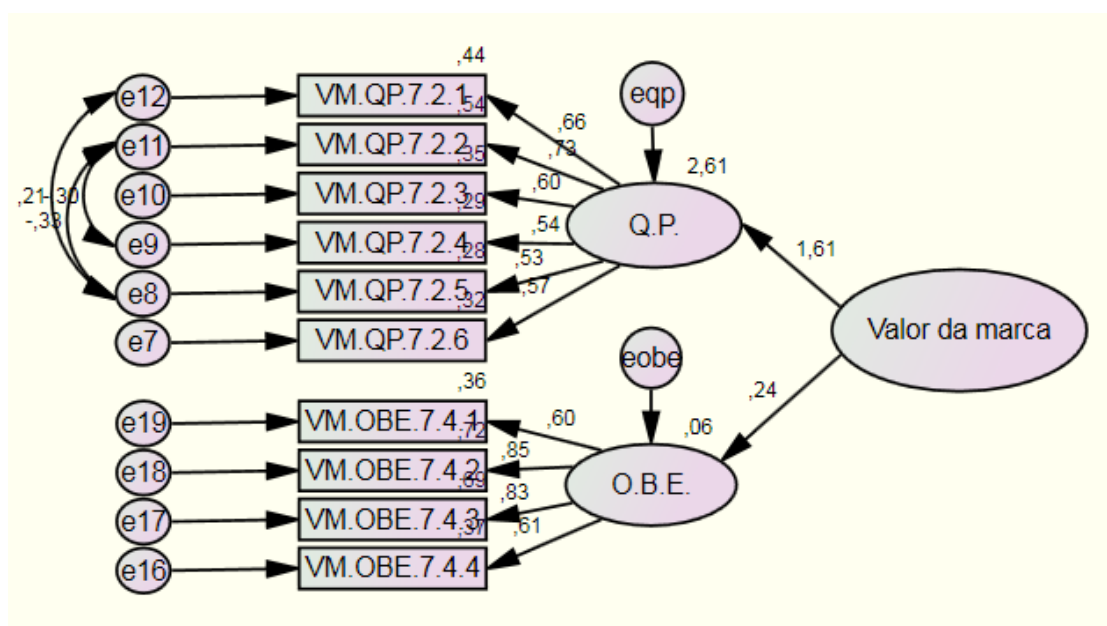 ,44
e12
VM.QP.7.2.1
,54
eqp
,66
e11
VM.QP.7.2.2
,35
,73
2,61
e10
VM.QP.7.2.3
,29
,60
Q.P.
,21
-,30
-,33
e9
VM.QP.7.2.4
,28
,54
1,61
e8
VM.QP.7.2.5
,32
,53
,57
e7
VM.QP.7.2.6
Valor da marca
eobe
,36
,24
e19
VM.OBE.7.4.1
,72
,60
,06
e18
VM.OBE.7.4.2
,69
,85
O.B.E.
e17
VM.OBE.7.4.3
,37
,83
,61
e16
VM.OBE.7.4.4